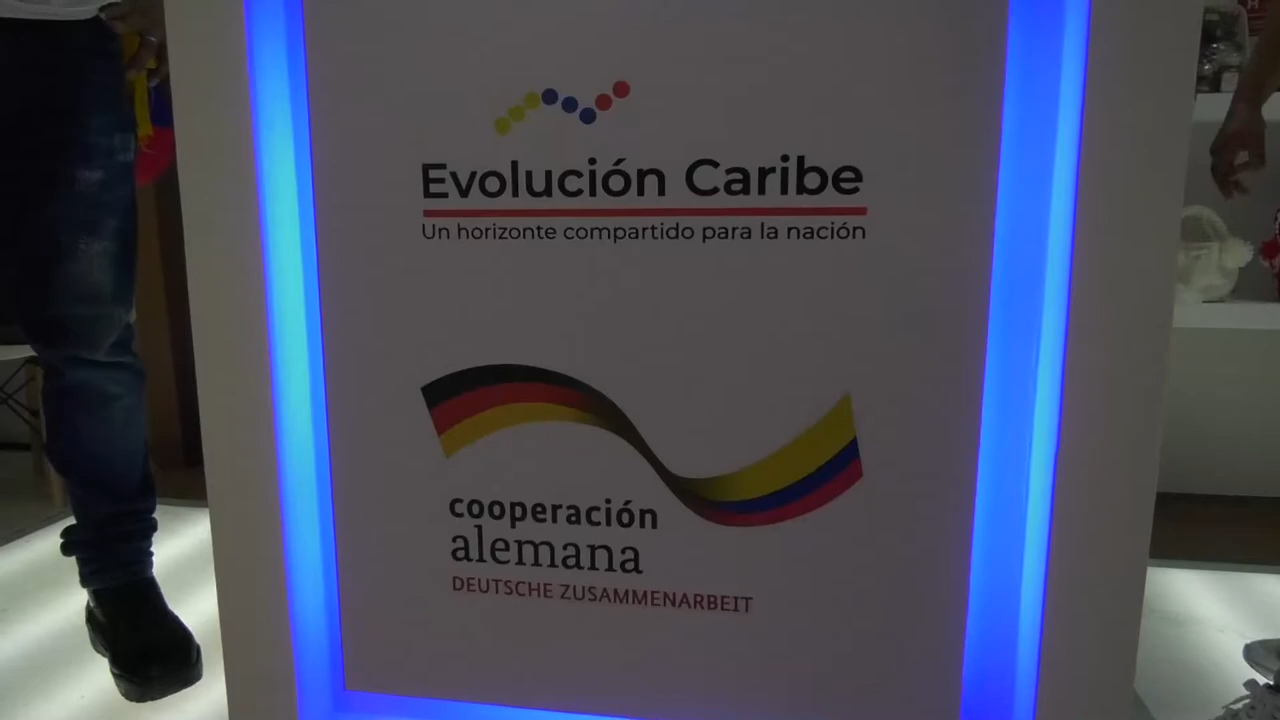 Evolución Caribe
Un horizonte compartido para la nación
cooperación
alemana
DEUTSCHE ZUSAMMENARBEIT